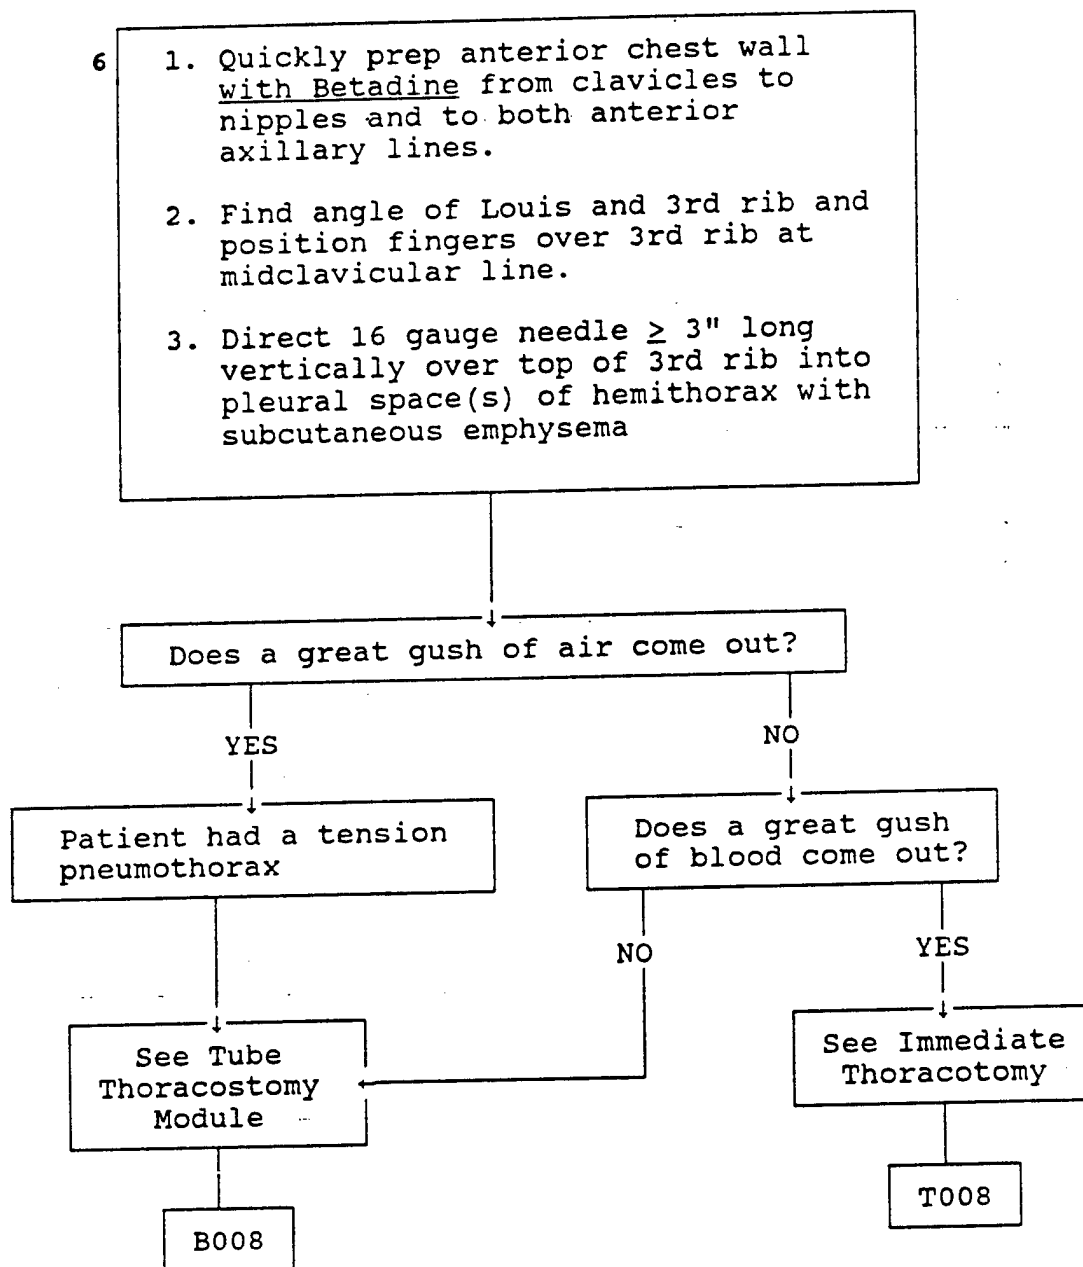 6
1. Quickly prep anterior chest wall
with Betadine from clavicles to
nipples and to both anterior
axillary lines.
2. Find angle of Louis and 3rd rib and
position fingers over 3rd rib at
midclavicular line.
3. Direct 16 gauge needle ≥ 3" long
vertically over top of 3rd rib into
pleural space(s) of hemithorax with
subcutaneous emphysema
Does a great gush of air come out?
YES
NO
Patient had a tension
pneumothorax
Does a great gush
of blood come out?
NO
YES
See Tube
Thoracostomy
Module
See Immediate
Thoracotomy
B008
T008